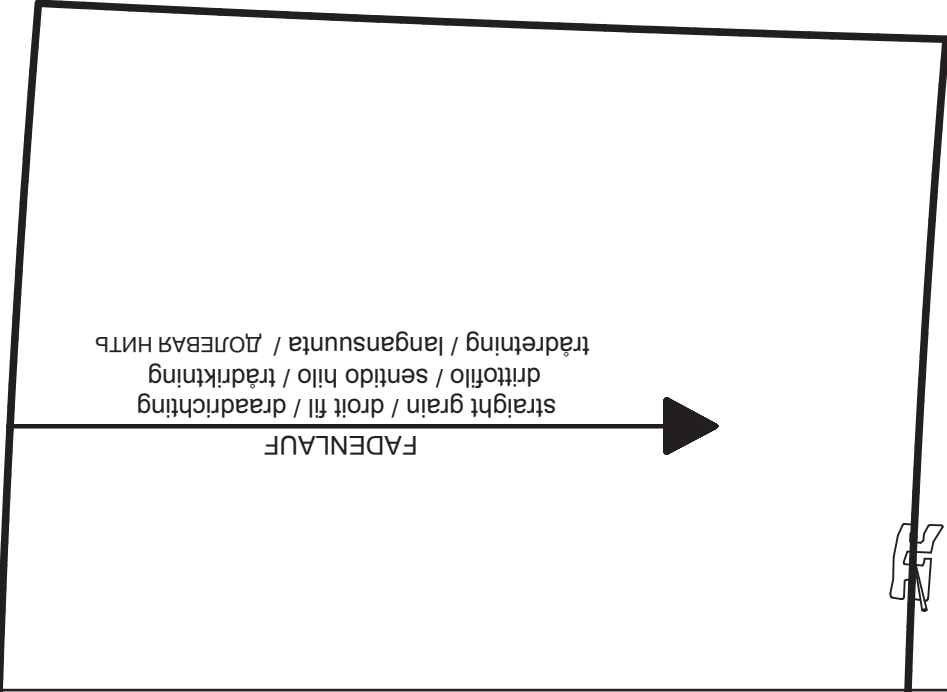 FADENLAUF
straight grain / droit fil / draadrichting
drittofilo / sentido hilo / trådriktning
trådretning / langansuunta / ДОЛЕВАЯ НИТЬ